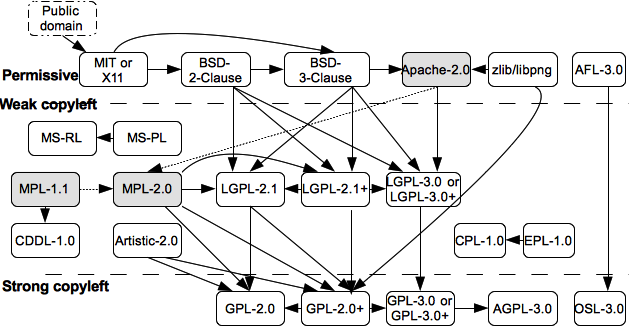 Public
domain
Permissive
MIT or
X11
BSD-
2-Clause
BSD-
3-Clause
Apache-2.0
zlib/libpng
AFL-3.0
Weak copyleft
MS-RL
MS-PL
MPL-1.1
MPL-2.0
LGPL-2.1
LGPL-2.1+
LGPL-3.0 or
LGPL-3.0+
CDDL-1.0
Artistic-2.0
CPL-1.0
EPL-1.0
Strong copyleft
GPL-2.0
GPL-2.0+
GPL-3.0 or
GPL-3.0+
AGPL-3.0
OSL-3.0